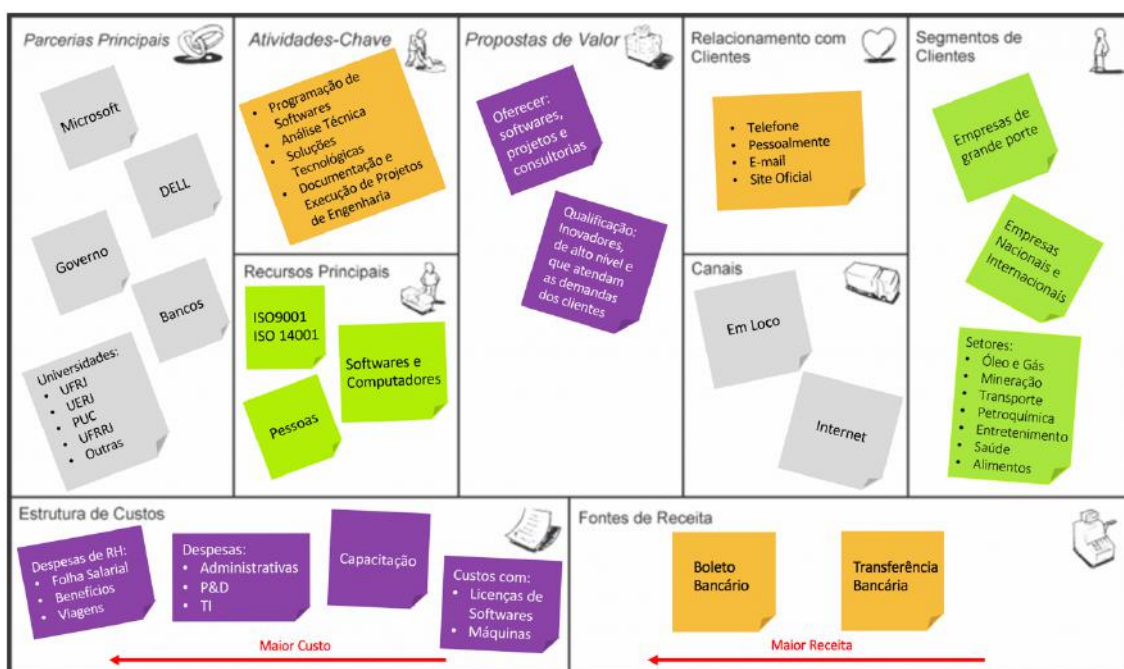 Parcerias Principais
Microsoft
DELL
Governo
Bancos
Universidades:
• UFRJ
• UERJ
• PUC
• UFRRJ
• Outras
Atividades-Chave
• Programação de
Softwares
• Análise Técnica
• Soluções
Tecnológicas
• Documentação e
Execução de Projetos
de Engenharia
Recursos Principais
ISO9001
ISO 14001
Softwares e
Computadores
Pessoas
Propostas de Valor
Oferecer:
softwares,
projetos e
consultorias
Qualificação:
Inovadores,
de alto nível e
que atendam
as demandas
dos clientes
Relacionamento com
Clientes
• Telefone
• Pessoalmente
• E-mail
• Site Oficial
Canais
Em Loco
Internet
Segmentos de
Clientes
Empresas de
grande porte
Empresas
Nacionais e
Internacionais
Setores:
• Óleo e Gás
• Mineração
• Transporte
• Petroquímica
• Entretenimento
• Saúde
• Alimentos
Estrutura de Custos
Despesas de RH:
• Folha Salarial
• Benefícios
• Viagens
Despesas:
• Administrativas
• P&D
• TI
Capacitação
Custos com:
• Licenças de
Softwares
• Máquinas
Maior Custo
Fontes de Receita
Boleto
Bancário
Transferência
Bancária
Maior Receita